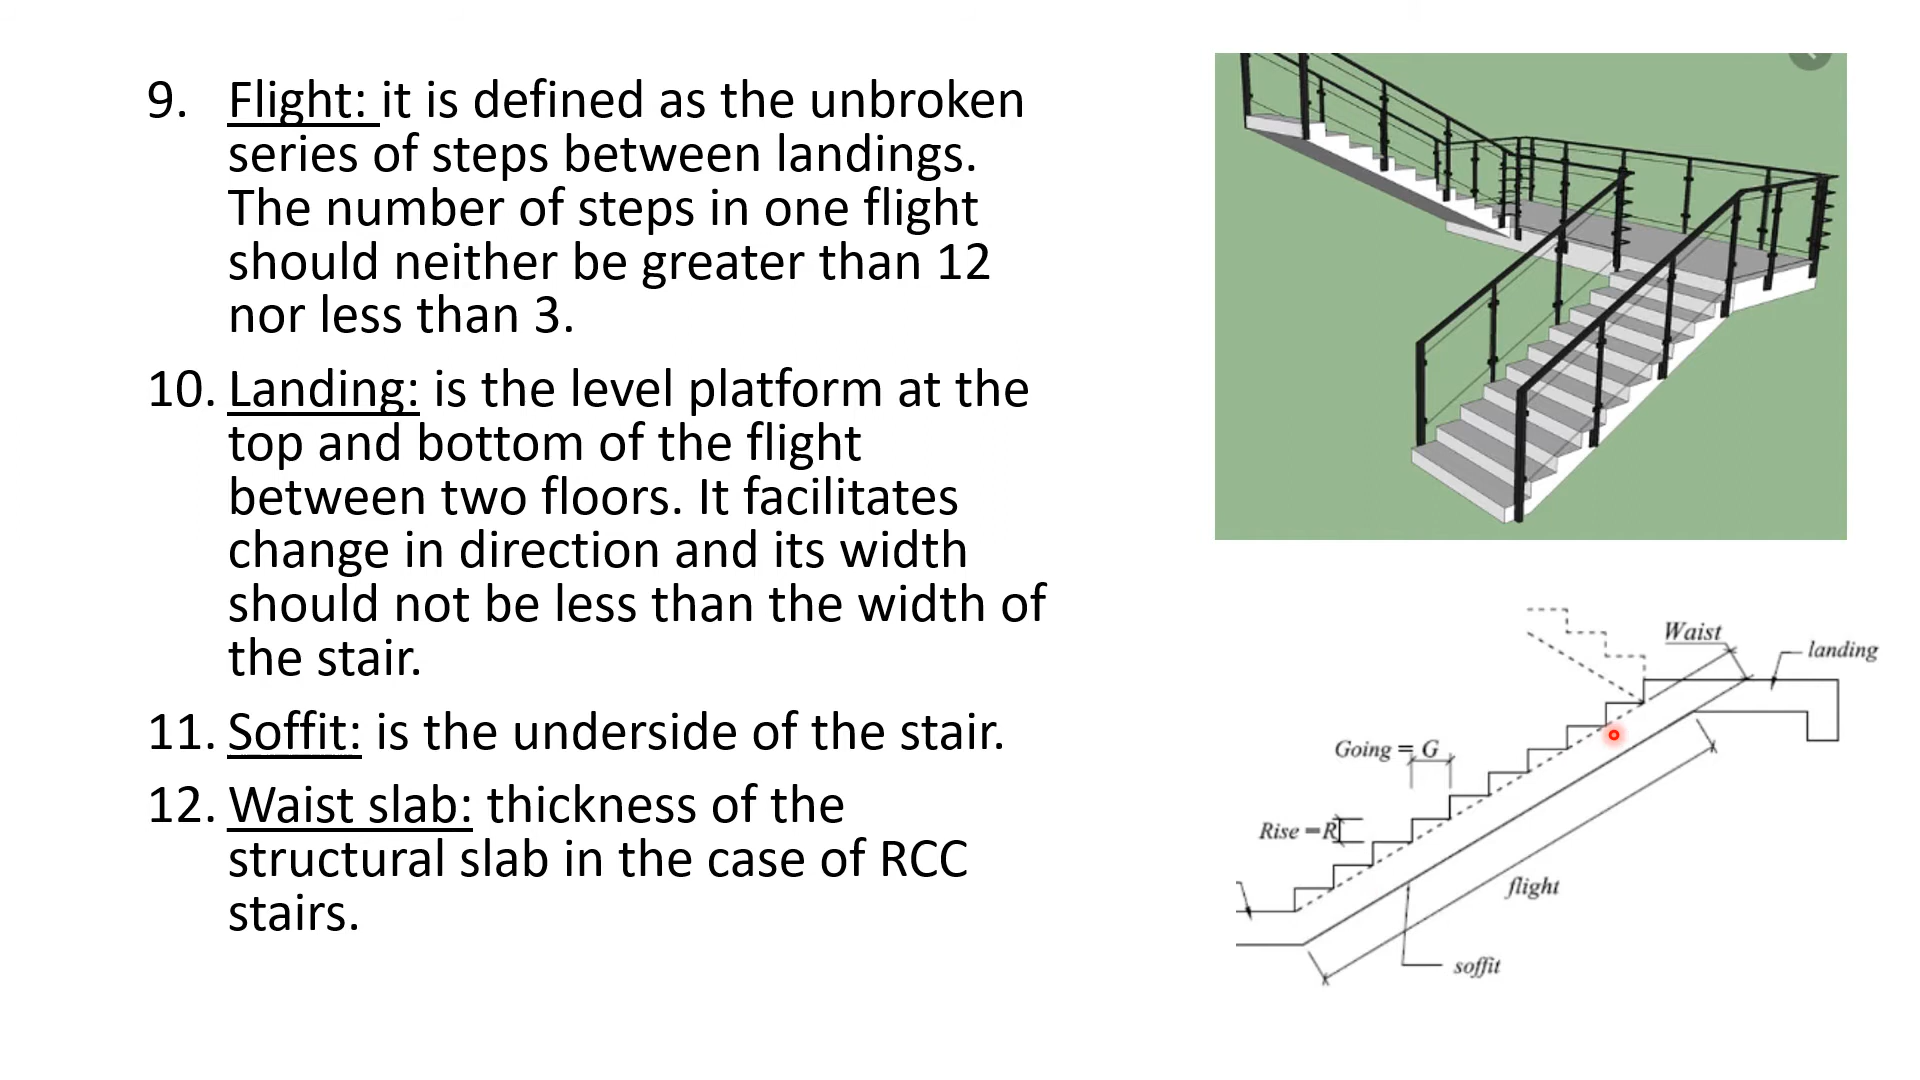 9. Flight: it is defined as the unbroken
series of steps between landings.
The number of steps in one flight
should neither be greater than 12
nor less than 3.
10. Landing: is the level platform at the
top and bottom of the flight
between two floors. It facilitates
change in direction and its width
should not be less than the width of
the stair.
11. Soffit: is the underside of the stair.
12. Waist slab: thickness of the
structural slab in the case of RCC
stairs.
Waist
landing
Going = G
Rise = R
flight
soffit